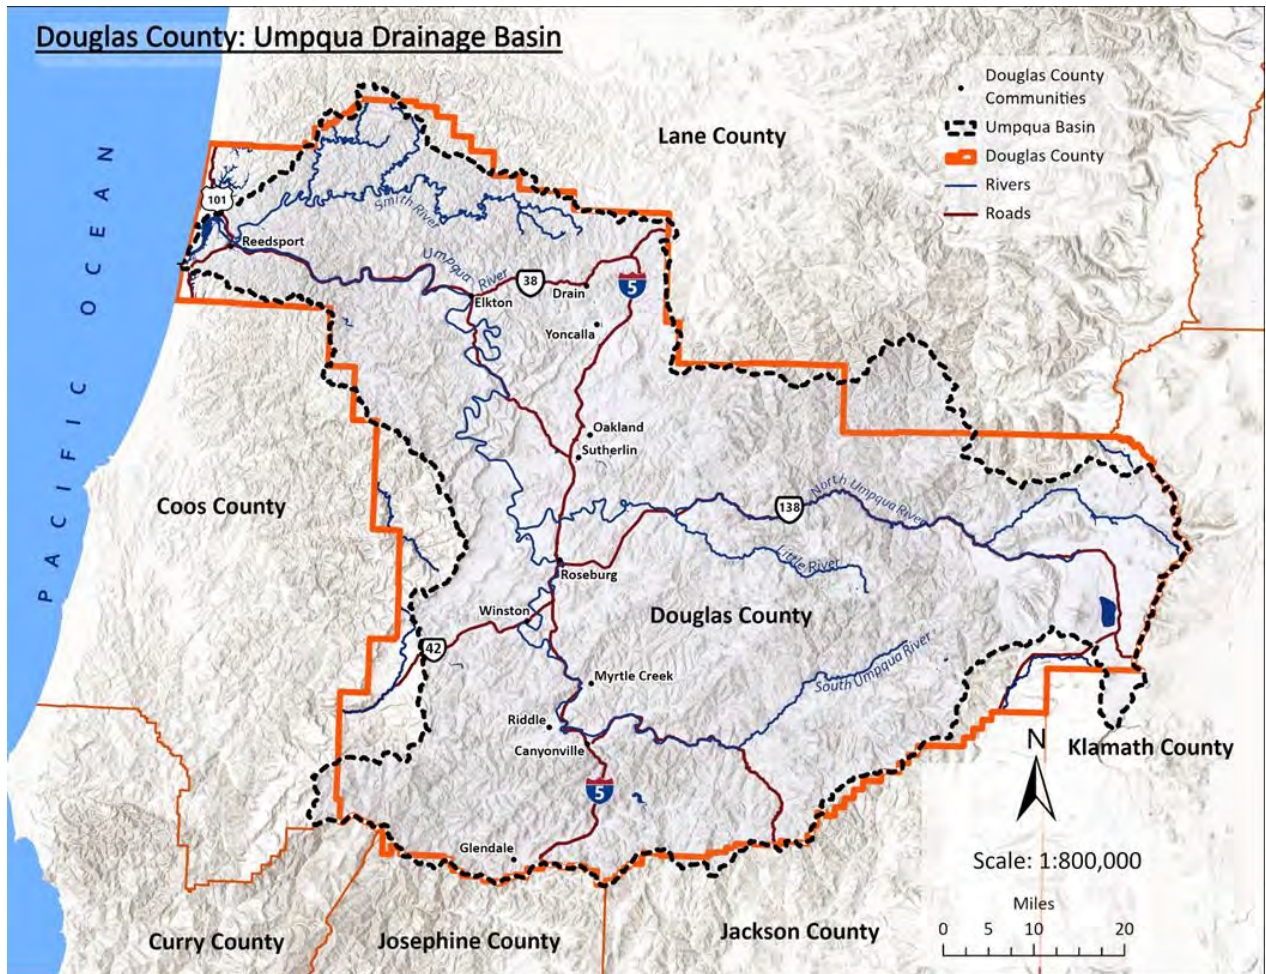 Douglas County: Umpqua Drainage Basin
Douglas County
Communities
Umpqua Basin
Douglas County
Rivers
Roads
Lane County
PACIFIC OCEAN
101
Smith River
Reedsport
Umpqua River
38
5
Elkton
Drain
Yoncalla
Oakland
Sutherlin
Coos County
North Umpqua River
138
Little River
Roseburg
Winston
Douglas County
42
South Umpqua River
Myrtle Creek
Riddle
Canyonville
Klamath County
N
5
Glendale
Scale: 1:800,000
Miles
0 5 10 20
Curry County
Josephine County
Jackson County